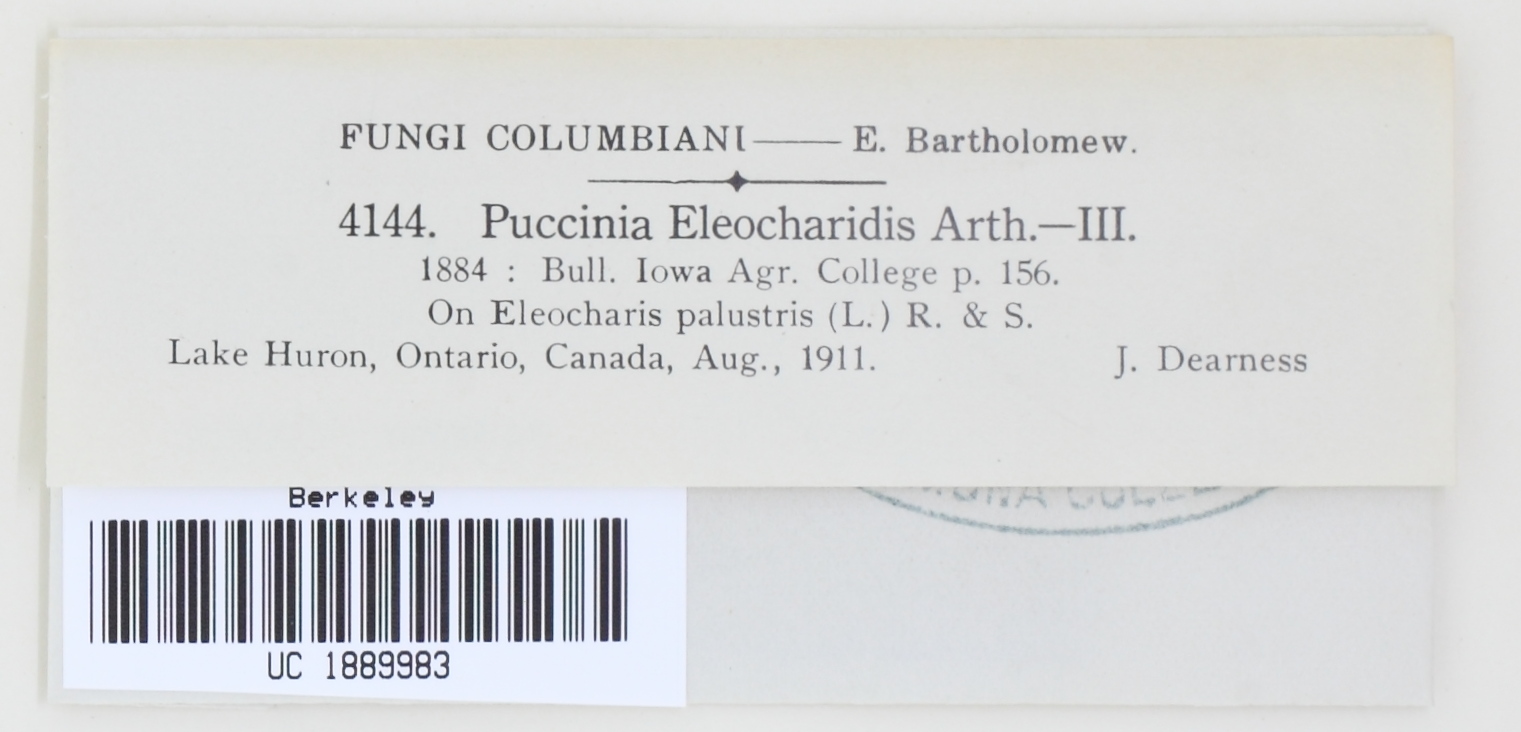 FUNGI COLUMBIANI—— E. Bartholomew.
4144. Puccinia Eleocharidis Arth.—III.
1884 : Bull. Iowa Agr. College p. 156.
On Eleocharis palustris (L.) R. & S.
Lake Huron, Ontario, Canada, Aug., 1911. J. Dearness
Berkeley
UC 1889983